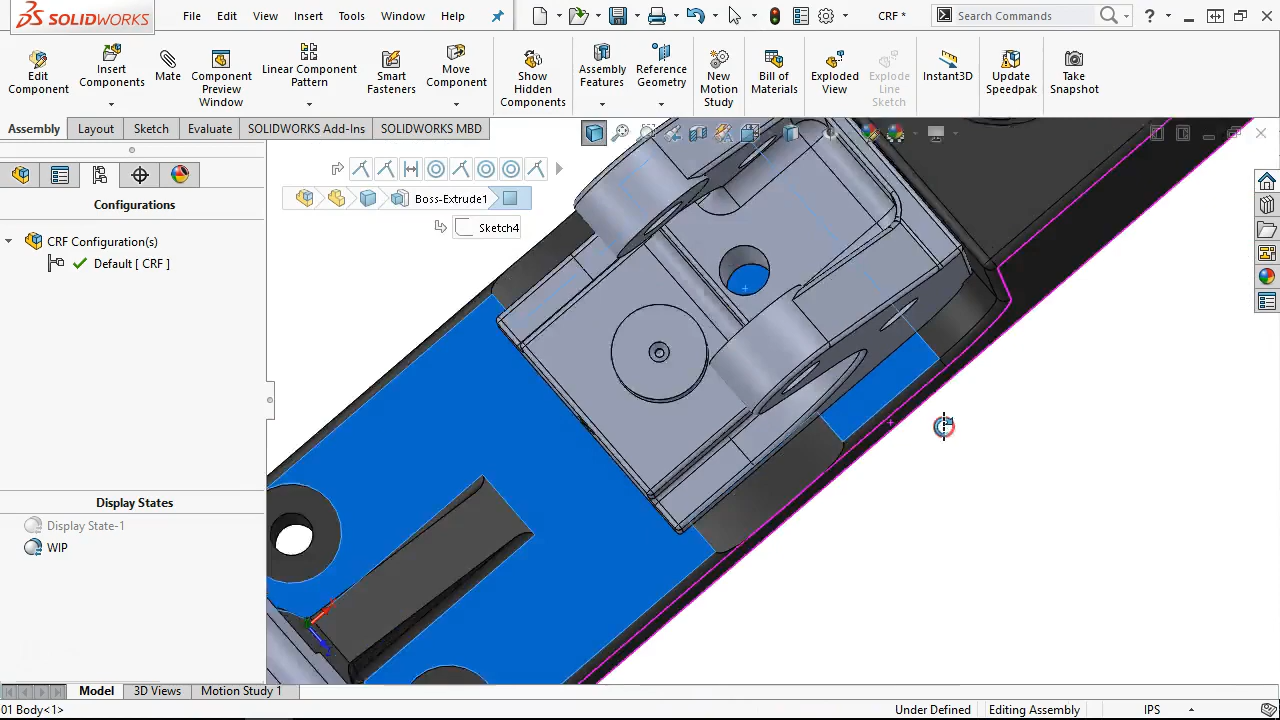 SOLIDWORKS
File Edit View Insert Tools Window Help
CRF *
Search Commands
?
Edit Component
Insert Components
Mate
Component Preview Window
Linear Component Pattern
Smart Fasteners
Move Component
Show Hidden Components
Assembly Features
Reference Geometry
New Motion Study
Bill of Materials
Exploded View
Explode Line Sketch
Instant3D
Update Speedpak
Take Snapshot
Assembly Layout Sketch Evaluate SOLIDWORKS Add-Ins SOLIDWORKS MBD
Boss-Extrude1
Sketch4
Configurations
CRF Configuration(s)
Default [ CRF ]
Display States
Display State-1
WIP
Model 3D Views Motion Study 1
01 Body<1> Under Defined Editing Assembly IPS